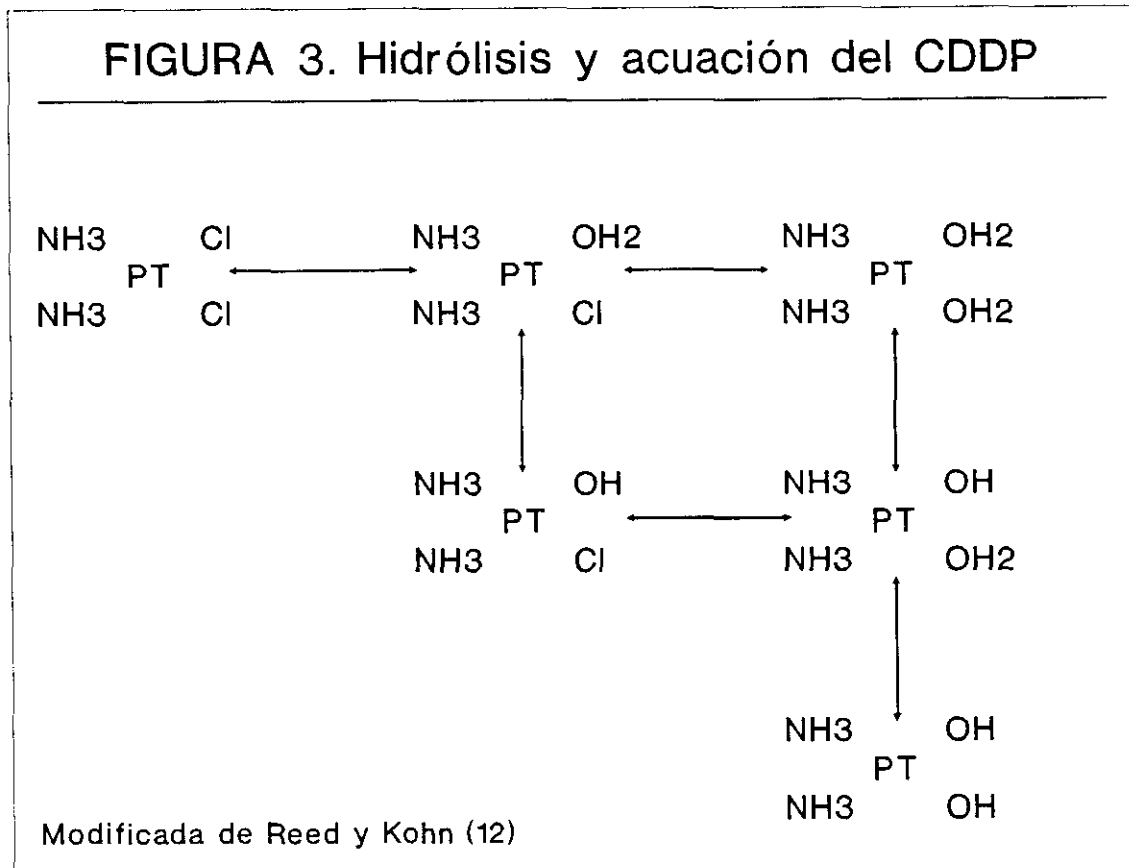 FIGURA 3. Hidrólisis y acuación del CDDP
NH3 Cl NH3 OH2 NH3 OH2
PT PT PT
NH3 Cl NH3 Cl NH3 OH2
NH3 OH NH3 OH
PT PT
NH3 Cl NH3 OH2
NH3 OH
PT
NH3 OH
Modificada de Reed y Kohn (12)